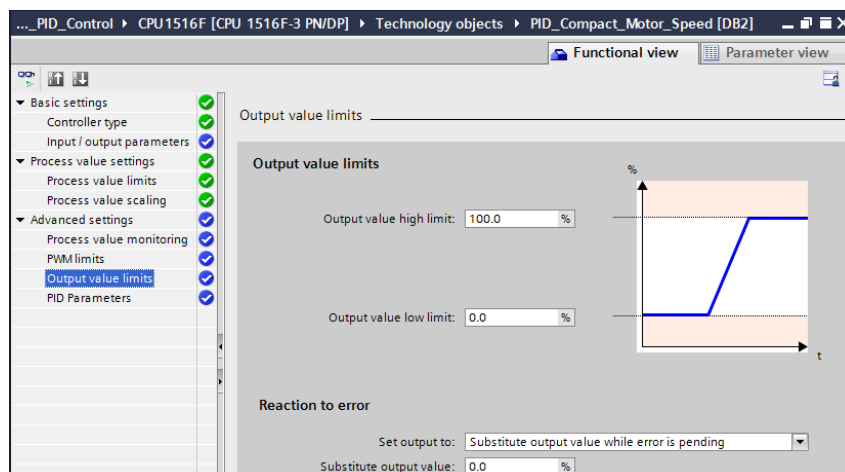 ..._PID_Control ▸ CPU1516F [CPU 1516F-3 PN/DP] ▸ Technology objects ▸ PID_Compact_Motor_Speed [DB2]
Functional view
Parameter view
Basic settings
Controller type
Input / output parameters
Process value settings
Process value limits
Process value scaling
Advanced settings
Process value monitoring
PWM limits
Output value limits
PID Parameters
Output value limits
Output value limits
%
Output value high limit: 100.0 %
Output value low limit: 0.0 %
t
Reaction to error
Set output to: Substitute output value while error is pending
Substitute output value: 0.0 %